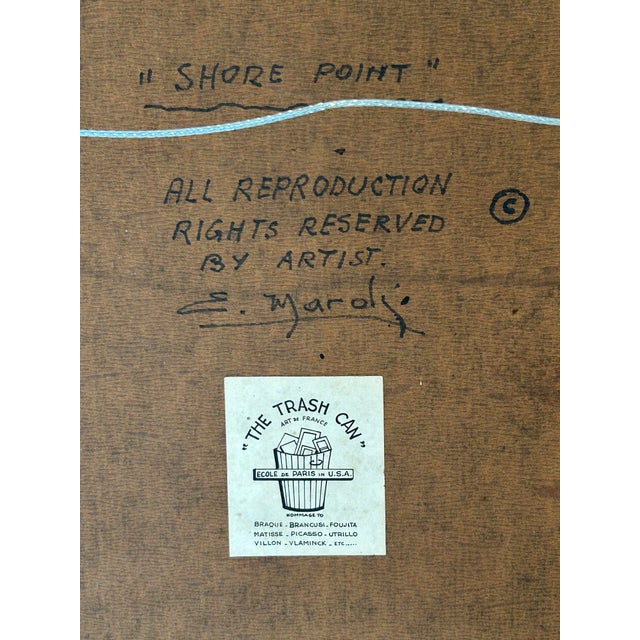 "SHORE POINT"
ALL REPRODUCTION
RIGHTS RESERVED ©
BY ARTIST.
E. Mardi
"THE TRASH CAN"
ART DE FRANCE
ECOLE DE PARIS IN U.S.A.
HOMMAGE TO
BRAQUE - BRANCUSI - FOUJITA
MATISSE - PICASSO - UTRILLO
VILLON - VLAMINCK - ETC.....